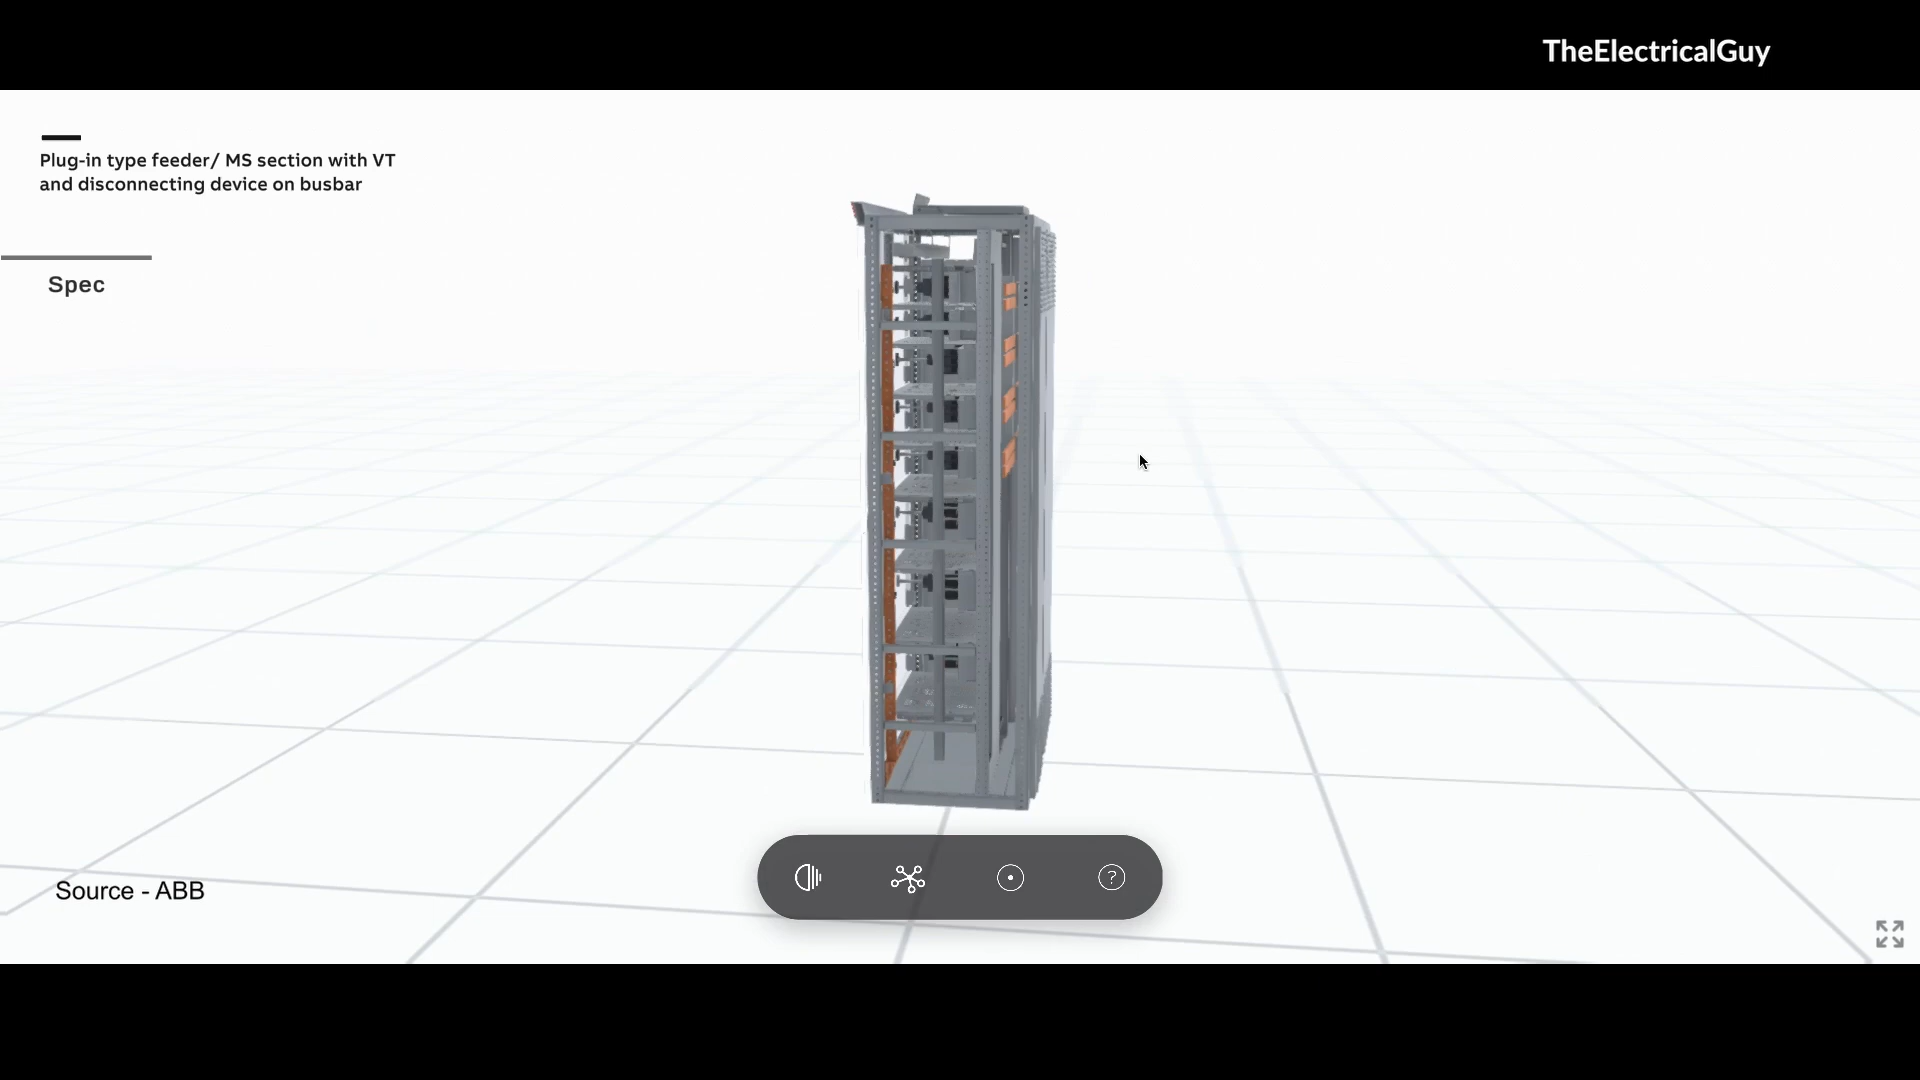 TheElectricalGuy
Plug-in type feeder/ MS section with VT
and disconnecting device on busbar
Spec
Source - ABB
?